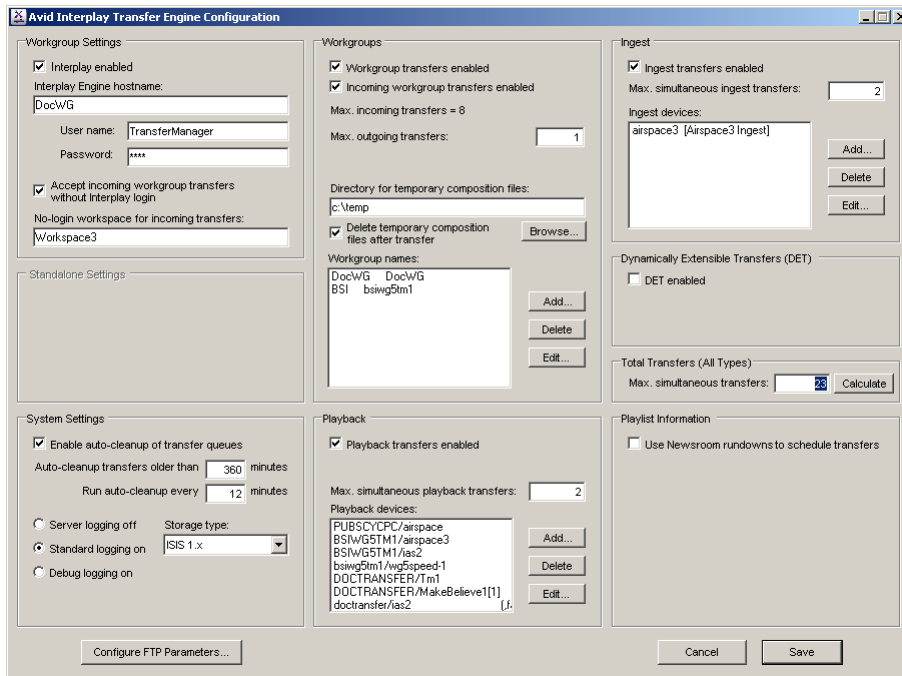 Avid Interplay Transfer Engine Configuration
Workgroup Settings
Interplay enabled
Interplay Engine hostname:
DocWG
User name: TransferManager
Password: ****
Accept incoming workgroup transfers
without Interplay login
No-login workspace for incoming transfers:
Workspace3
Standalone Settings
System Settings
Enable auto-cleanup of transfer queues
Auto-cleanup transfers older than 360 minutes
Run auto-cleanup every 12 minutes
Server logging off
Standard logging on
Debug logging on
Storage type:
ISIS 1.x
Configure FTP Parameters...
Workgroups
Workgroup transfers enabled
Incoming workgroup transfers enabled
Max. incoming transfers = 8
Max. outgoing transfers: 1
Directory for temporary composition files:
c:\temp
Delete temporary composition
files after transfer
Browse...
Workgroup names:
DocWG DocWG
BSI bsiwg5tm1
Add...
Delete
Edit...
Playback
Playback transfers enabled
Max. simultaneous playback transfers: 2
Playback devices:
PUBSCYCPC/airspace
BSIWG5TM1/airspace3
BSIWG5TM1/ias2
bsiwg5tm1/wg5speed-1
DOCTRANSFER/Tm1
DOCTRANSFER/MakeBelieve1[1]
doctransfer/ias2
Add...
Delete
Edit...
Ingest
Ingest transfers enabled
Max. simultaneous ingest transfers: 2
Ingest devices:
airspace3 [Airspace3 Ingest]
Add...
Delete
Edit...
Dynamically Extensible Transfers (DET)
DET enabled
Total Transfers (All Types)
Max. simultaneous transfers: 23 Calculate
Playlist Information
Use Newsroom rundowns to schedule transfers
Cancel
Save